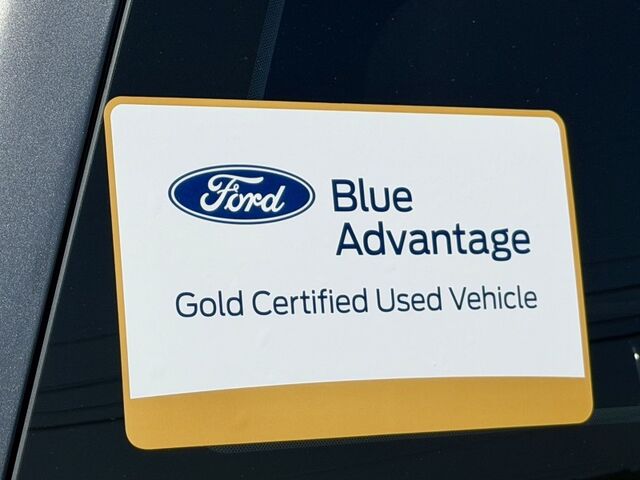 Ford Blue
Advantage
Gold Certified Used Vehicle